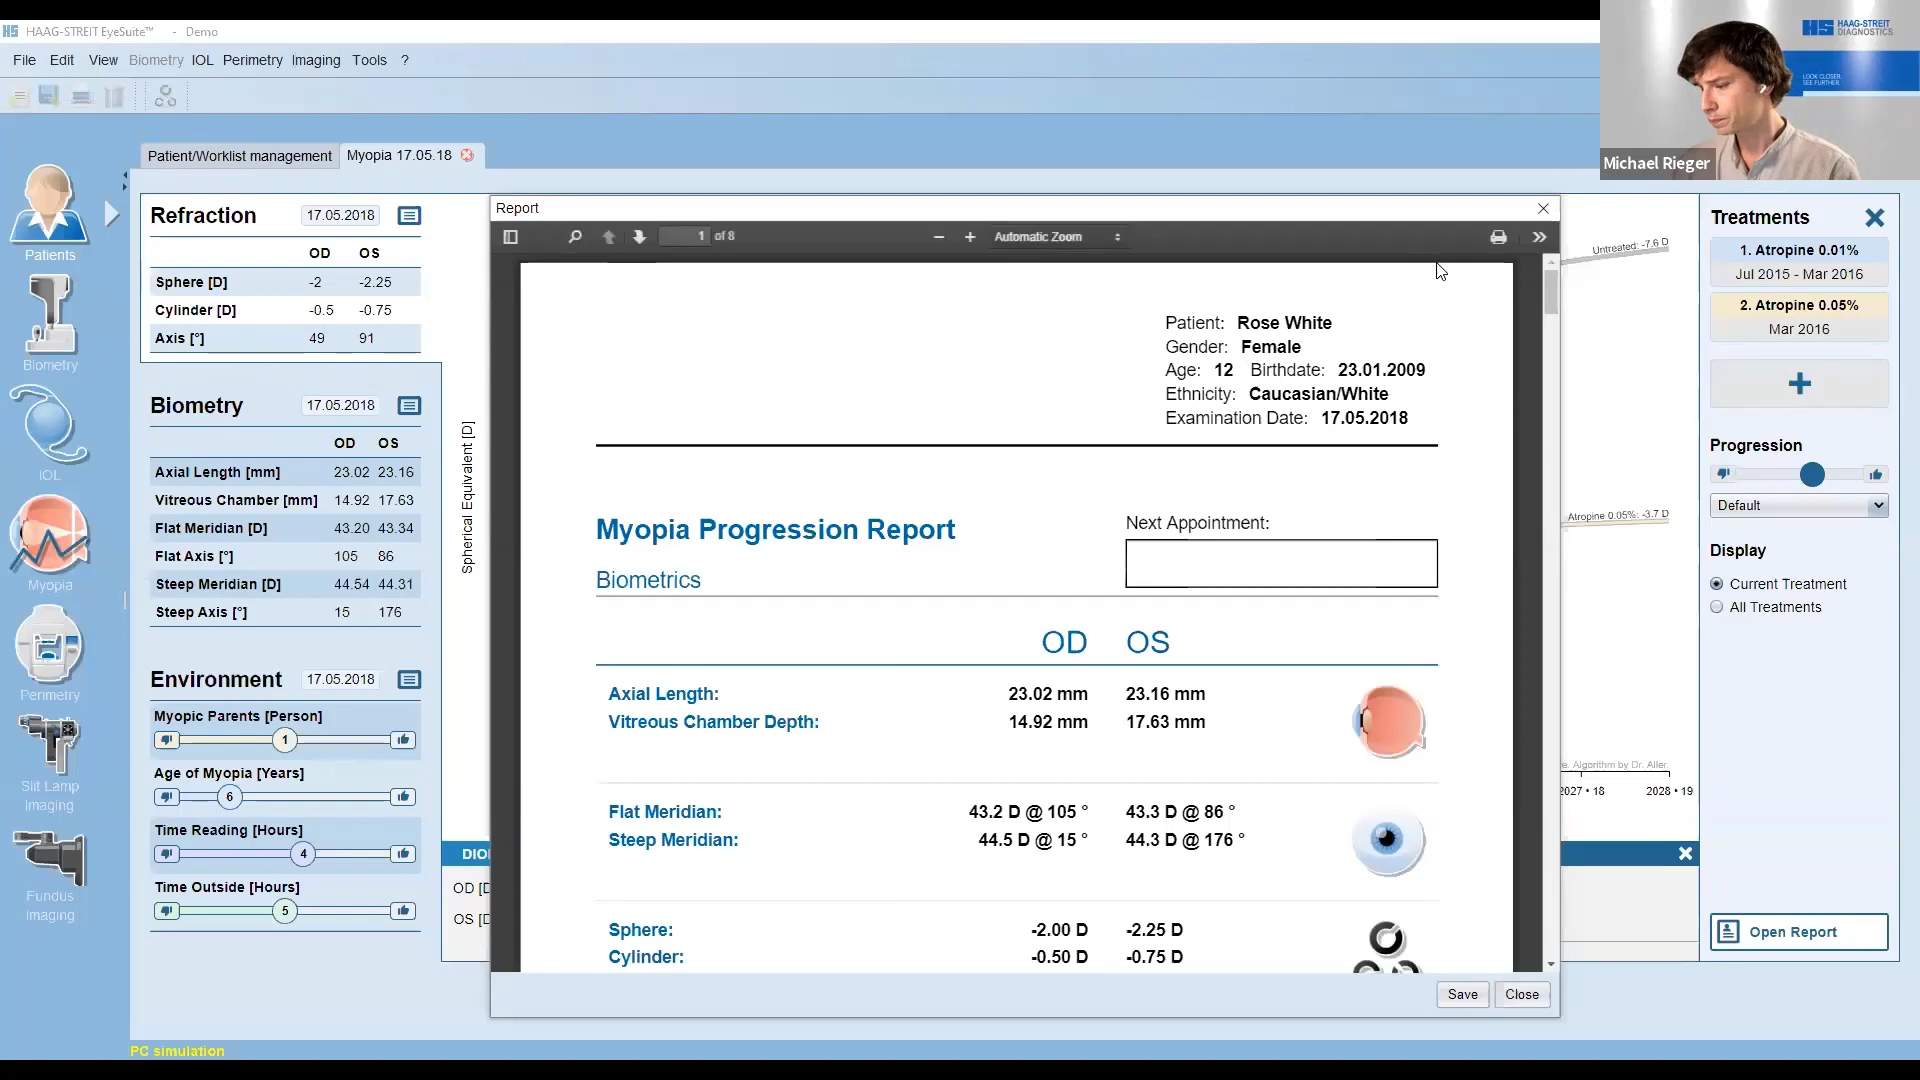 HAAG-STREIT EyeSuite™ - Demo
File Edit View Biometry IOL Perimetry Imaging Tools ?
HAAG-STREIT
DIAGNOSTICS
LOOK CLOSER.
SEE FURTHER.
Michael Rieger
Patient/Worklist management
Myopia 17.05.18
Patients
Biometry
IOL
Myopia
Perimetry
Slit Lamp
Imaging
Fundus
Imaging
Refraction 17.05.2018
OD OS
Sphere [D] -2 -2.25
Cylinder [D] -0.5 -0.75
Axis [°] 49 91
Biometry 17.05.2018
OD OS
Axial Length [mm] 23.02 23.16
Vitreous Chamber [mm] 14.92 17.63
Flat Meridian [D] 43.20 43.34
Flat Axis [°] 105 86
Steep Meridian [D] 44.54 44.31
Steep Axis [°] 15 176
Environment 17.05.2018
Myopic Parents [Person]
1
Age of Myopia [Years]
6
Time Reading [Hours]
4
Time Outside [Hours]
5
Spherical Equivalent [D]
OD [D
OS [D
Report
1 of 8
Automatic Zoom
Patient: Rose White
Gender: Female
Age: 12 Birthdate: 23.01.2009
Ethnicity: Caucasian/White
Examination Date: 17.05.2018
Myopia Progression Report
Next Appointment:
Biometrics
OD OS
Axial Length: 23.02 mm 23.16 mm
Vitreous Chamber Depth: 14.92 mm 17.63 mm
Flat Meridian: 43.2 D @ 105 ° 43.3 D @ 86 °
Steep Meridian: 44.5 D @ 15 ° 44.3 D @ 176 °
Sphere: -2.00 D -2.25 D
Cylinder: -0.50 D -0.75 D
Save Close
Untreated: -7.6 D
Atropine 0.05%: -3.7 D
e. Algorithm by Dr. Aller.
2027 • 18 2028 • 19
Treatments
1. Atropine 0.01%
Jul 2015 - Mar 2016
2. Atropine 0.05%
Mar 2016
Progression
Default
Display
Current Treatment
All Treatments
Open Report
PC simulation